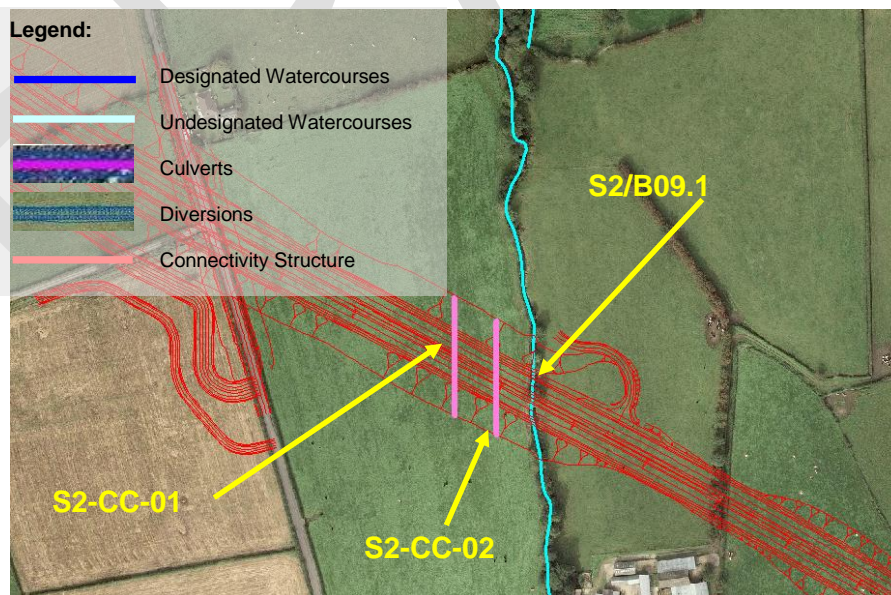 Legend:
Designated Watercourses
Undesignated Watercourses
Culverts
Diversions
Connectivity Structure
S2/B09.1
S2-CC-01
S2-CC-02